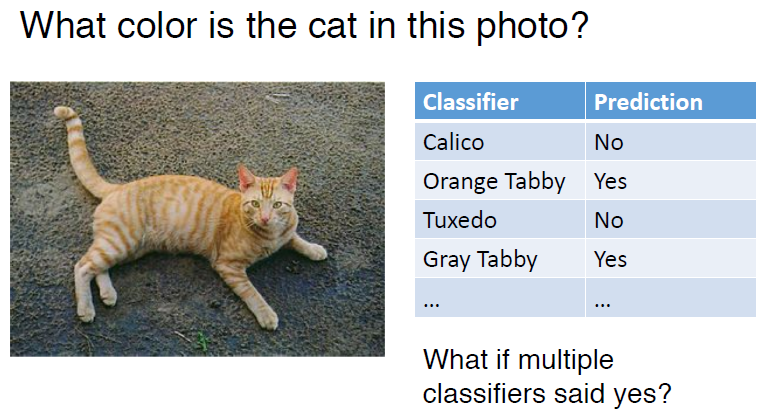 What color is the cat in this photo?
Classifier Prediction
Calico No
Orange Tabby Yes
Tuxedo No
Gray Tabby Yes
... ...
What if multiple
classifiers said yes?